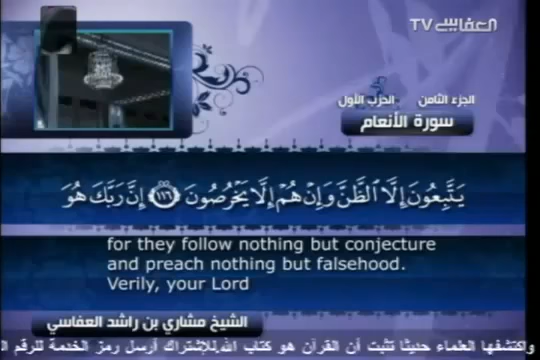 العفاسي TV
الجزء الثامن الحزب الأول
سورة الأنعام
يَتَّبِعُونَ إِلَّا ٱلظَّنَّ وَإِنْ هُمْ إِلَّا يَخْرُصُونَ ١١٦ إِنَّ رَبَّكَ هُوَ
for they follow nothing but conjecture
and preach nothing but falsehood.
Verily, your Lord
الشيخ مشاري بن راشد العفاسي
واكتشفها العلماء حديثا تثبت أن القرآن هو كتاب الله للإشتراك أرسل رمز الخدمة للرقم